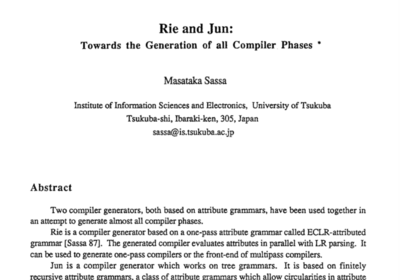 Rie and Jun:
Towards the Generation of all Compiler Phases *
Masataka Sassa
Institute of Information Sciences and Electronics, University of Tsukuba
Tsukuba-shi, Ibaraki-ken, 305, Japan
sassa@is.tsukuba.ac.jp
Abstract
Two compiler generators, both based on attribute grammars, have been used together in
an attempt to generate almost all compiler phases.
Rie is a compiler generator based on a one-pass attribute grammar called ECLR-attributed
grammar [Sassa 87]. The generated compiler evaluates attributes in parallel with LR parsing. It
can be used to generate one-pass compilers or the front-end of multipass compilers.
Jun is a compiler generator which works on tree grammars. It is based on finitely
recursive attribute grammars, a class of attribute grammars which allow circularities in attribute